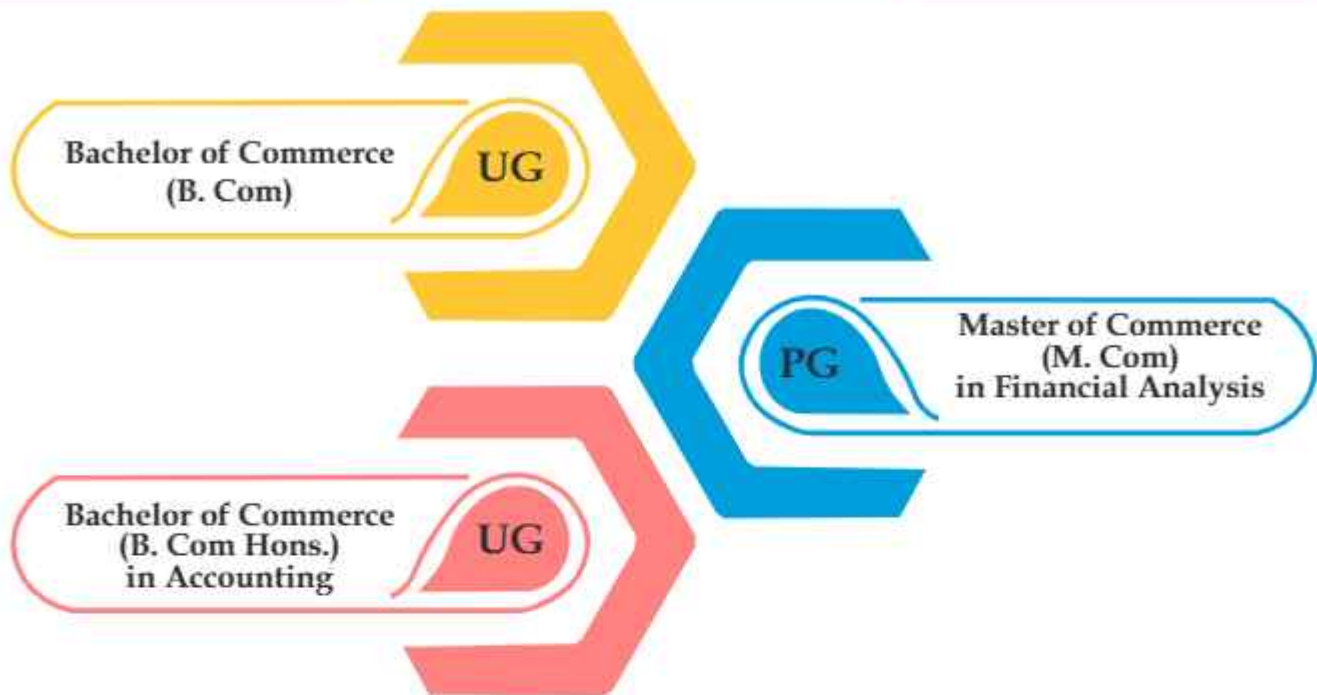 Bachelor of Commerce
(B. Com)
UG
PG
Master of Commerce
(M. Com)
in Financial Analysis
Bachelor of Commerce
(B. Com Hons.)
in Accounting
UG